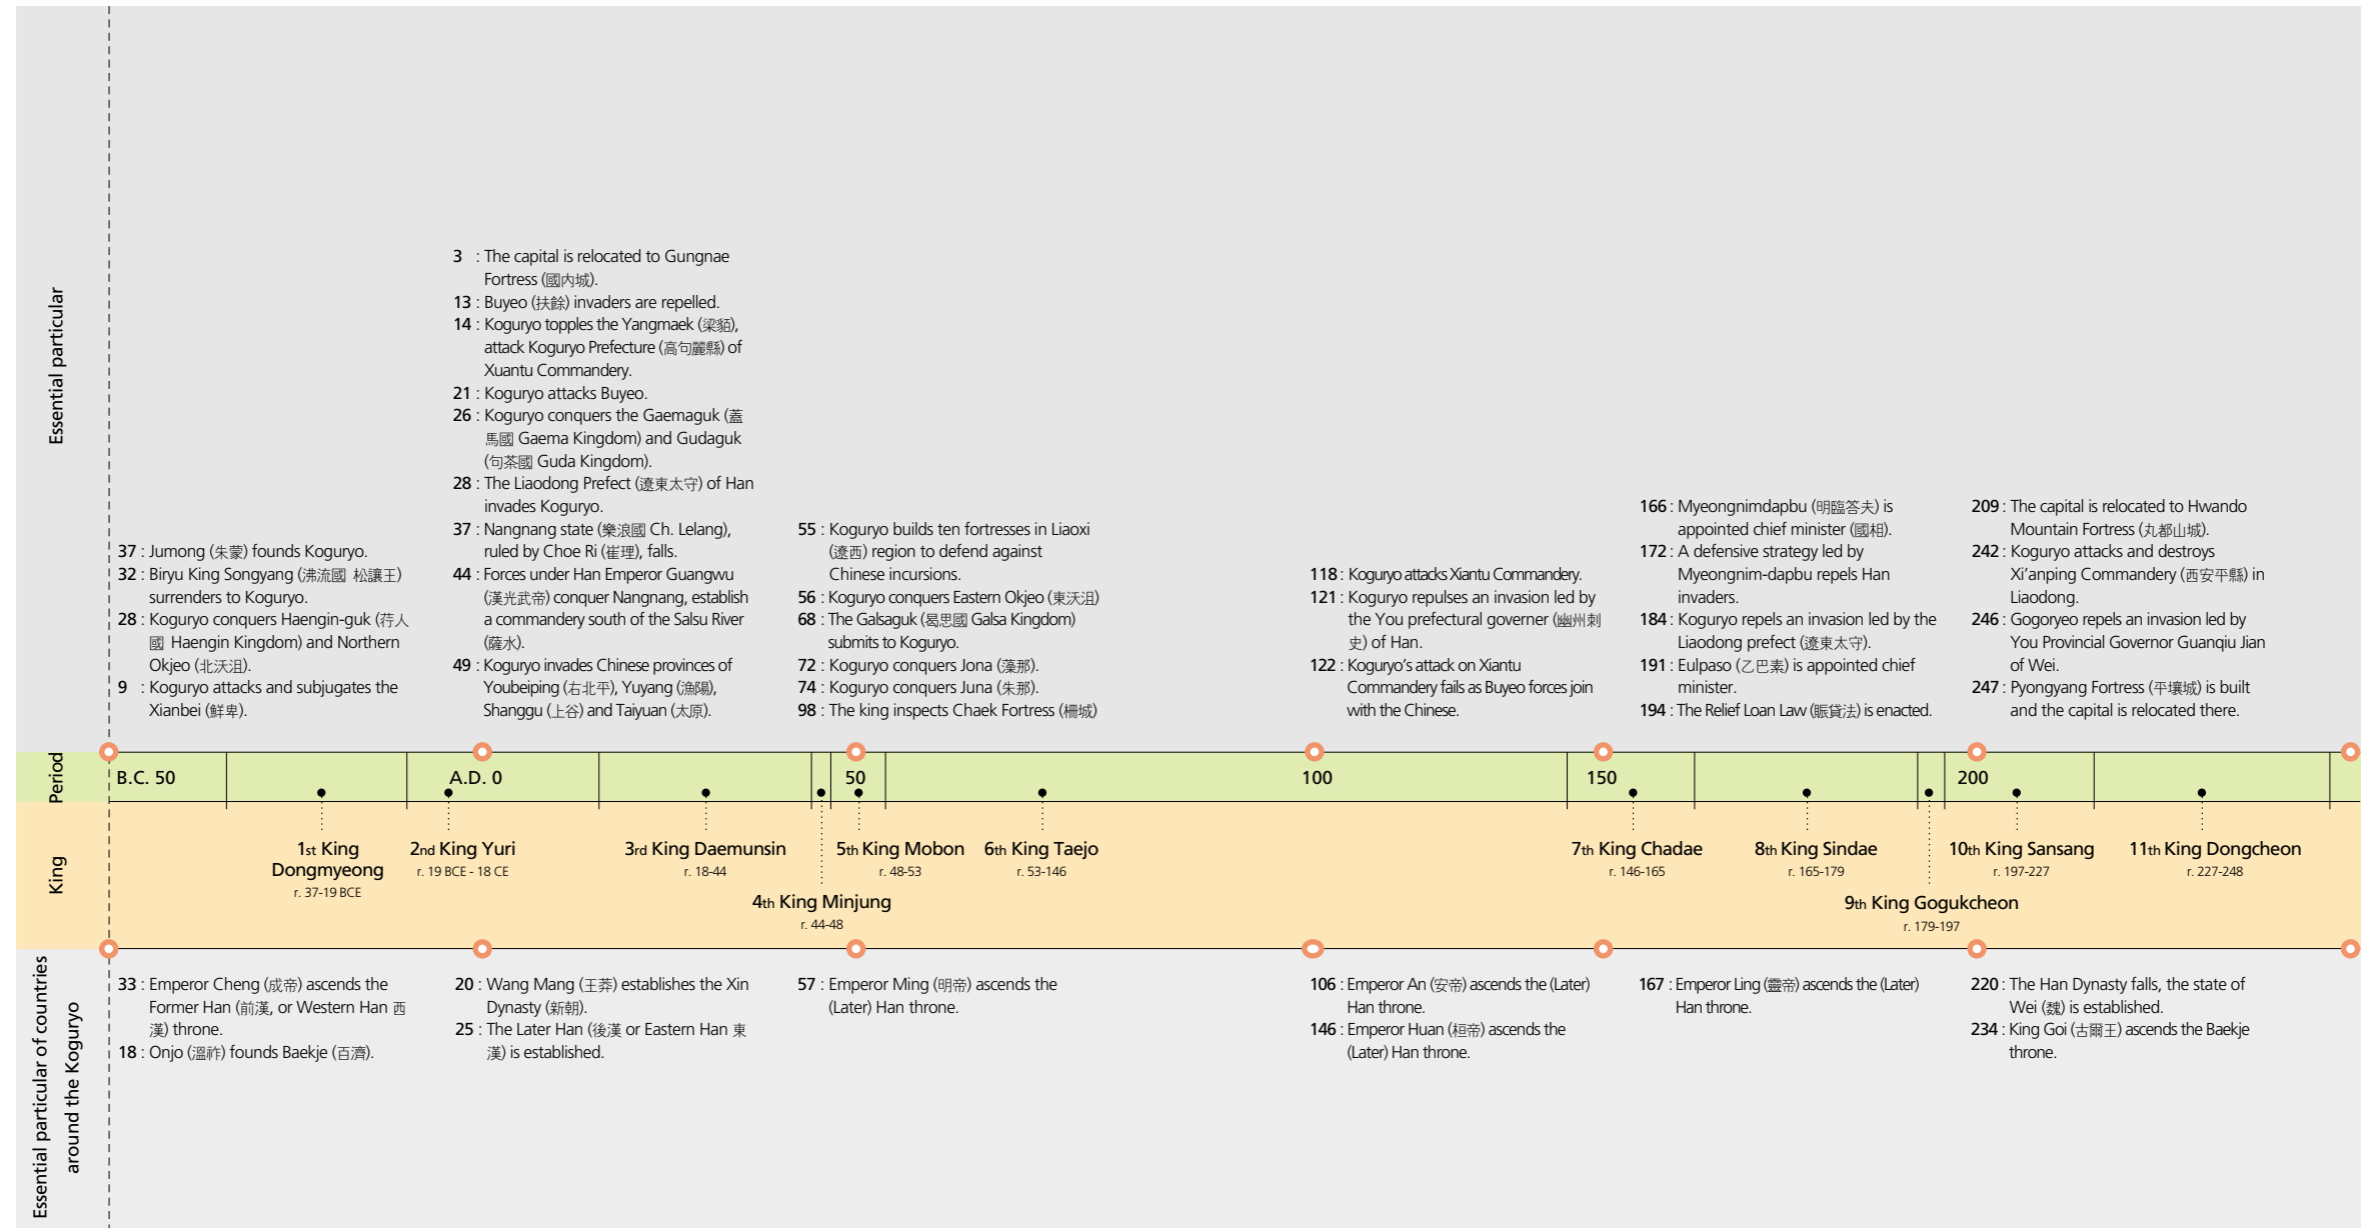 Essential particular
37 : Jumong (朱蒙) founds Koguryo.
32 : Biryu King Songyang (沸流國 松讓王)
surrenders to Koguryo.
28 : Koguryo conquers Haengin-guk (荇人
國 Haengin Kingdom) and Northern
Okjeo (北沃沮).
9 : Koguryo attacks and subjugates the
Xianbei (鮮卑).
3 : The capital is relocated to Gungnae
Fortress (國內城).
13 : Buyeo (扶餘) invaders are repelled.
14 : Koguryo topples the Yangmaek (梁貊),
attack Koguryo Prefecture (高句麗縣) of
Xuantu Commandery.
21 : Koguryo attacks Buyeo.
26 : Koguryo conquers the Gaemaguk (蓋
馬國 Gaema Kingdom) and Gudaguk
(句茶國 Guda Kingdom).
28 : The Liaodong Prefect (遼東太守) of Han
invades Koguryo.
37 : Nangnang state (樂浪國 Ch. Lelang),
ruled by Choe Ri (崔理), falls.
44 : Forces under Han Emperor Guangwu
(漢光武帝) conquer Nangnang, establish
a commandery south of the Salsu River
(薩水).
49 : Koguryo invades Chinese provinces of
Youbeiping (右北平), Yuyang (漁陽),
Shanggu (上谷) and Taiyuan (太原).
55 : Koguryo builds ten fortresses in Liaoxi
(遼西) region to defend against
Chinese incursions.
56 : Koguryo conquers Eastern Okjeo (東沃沮)
68 : The Galsaguk (曷思國 Galsa Kingdom)
submits to Koguryo.
72 : Koguryo conquers Jona (藻那).
74 : Koguryo conquers Juna (朱那).
98 : The king inspects Chaek Fortress (柵城)
118 : Koguryo attacks Xiantu Commandery.
121 : Koguryo repulses an invasion led by
the You prefectural governer (幽州刺
史) of Han.
122 : Koguryo's attack on Xiantu
Commandery fails as Buyeo forces join
with the Chinese.
166 : Myeongnimdapbu (明臨答夫) is
appointed chief minister (國相).
172 : A defensive strategy led by
Myeongnim-dapbu repels Han
invaders.
184 : Koguryo repels an invasion led by the
Liaodong prefect (遼東太守).
191 : Eulpaso (乙巴素) is appointed chief
minister.
194 : The Relief Loan Law (賑貸法) is enacted.
209 : The capital is relocated to Hwando
Mountain Fortress (丸都山城).
242 : Koguryo attacks and destroys
Xi'anping Commandery (西安平縣) in
Liaodong.
246 : Gogoryeo repels an invasion led by
You Provincial Governor Guanqiu Jian
of Wei.
247 : Pyongyang Fortress (平壤城) is built
and the capital is relocated there.
Period
B.C. 50
A.D. 0
50
100
150
200
King
1st King
Dongmyeong
r. 37-19 BCE
2nd King Yuri
r. 19 BCE - 18 CE
3rd King Daemunsin
r. 18-44
4th King Minjung
r. 44-48
5th King Mobon
r. 48-53
6th King Taejo
r. 53-146
7th King Chadae
r. 146-165
8th King Sindae
r. 165-179
9th King Gogukcheon
r. 179-197
10th King Sansang
r. 197-227
11th King Dongcheon
r. 227-248
Essential particular of countries
around the Koguryo
33 : Emperor Cheng (成帝) ascends the
Former Han (前漢, or Western Han 西
漢) throne.
18 : Onjo (溫祚) founds Baekje (百濟).
20 : Wang Mang (王莽) establishes the Xin
Dynasty (新朝).
25 : The Later Han (後漢 or Eastern Han 東
漢) is established.
57 : Emperor Ming (明帝) ascends the
(Later) Han throne.
106 : Emperor An (安帝) ascends the (Later)
Han throne.
146 : Emperor Huan (桓帝) ascends the
(Later) Han throne.
167 : Emperor Ling (靈帝) ascends the (Later)
Han throne.
220 : The Han Dynasty falls, the state of
Wei (魏) is established.
234 : King Goi (古爾王) ascends the Baekje
throne.